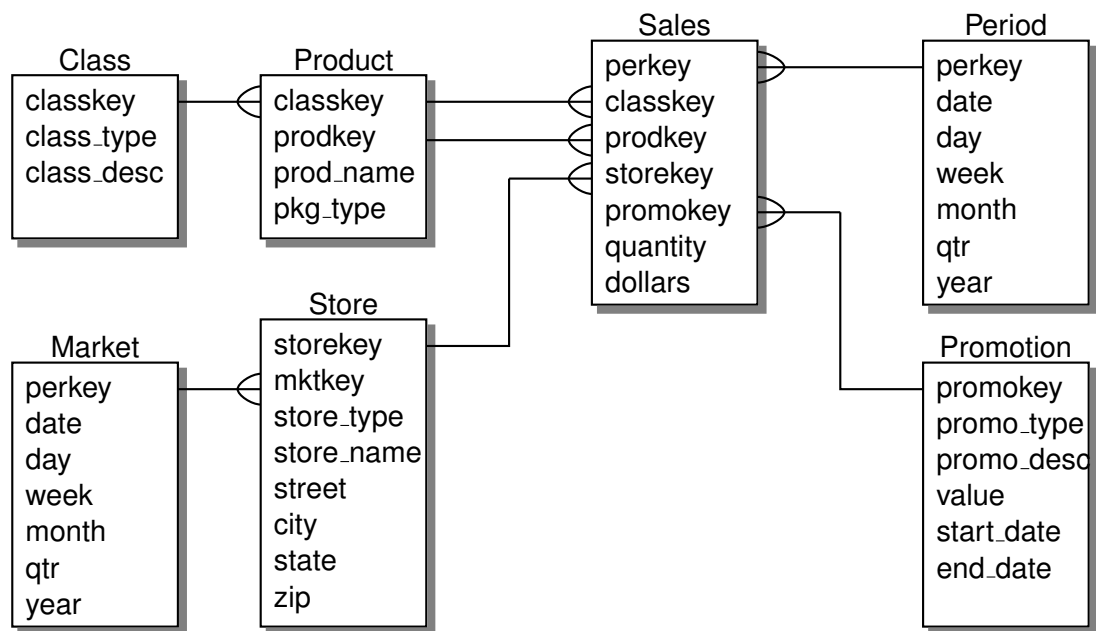 Class
classkey
class_type
class_desc
Product
classkey
prodkey
prod_name
pkg_type
Sales
perkey
classkey
prodkey
storekey
promokey
quantity
dollars
Period
perkey
date
day
week
month
qtr
year
Market
perkey
date
day
week
month
qtr
year
Store
storekey
mktkey
store_type
store_name
street
city
state
zip
Promotion
promokey
promo_type
promo_desc
value
start_date
end_date